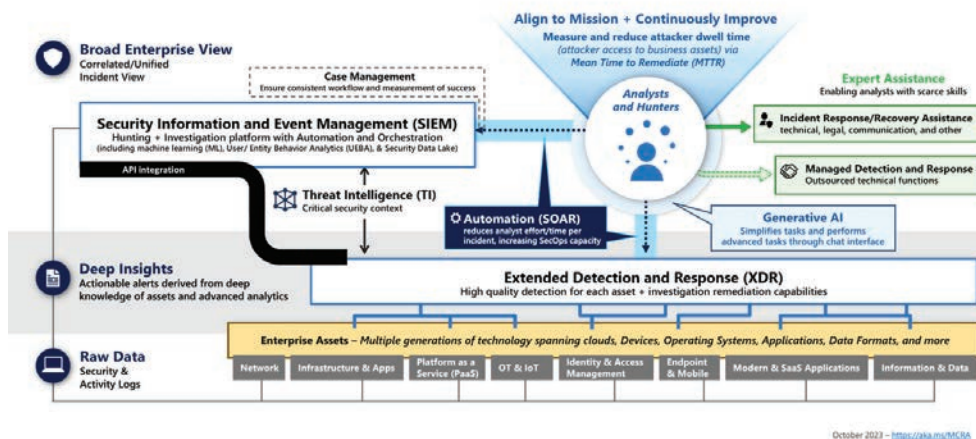 Align to Mission + Continuously Improve
Measure and reduce attacker dwell time
(attacker access to business assets) via
Mean Time to Remediate (MTTR)
Broad Enterprise View
Correlated/Unified
Incident View
Case Management
Ensure consistent workflow and measurement of success
Analysts
and Hunters
Expert Assistance
Enabling analysts with scarce skills
Security Information and Event Management (SIEM)
Hunting + Investigation platform with Automation and Orchestration
(including machine learning (ML), User/ Entity Behavior Analytics (UEBA), & Security Data Lake)
Incident Response/Recovery Assistance
technical, legal, communication, and other
Managed Detection and Response
Outsourced technical functions
API integration
Threat Intelligence (TI)
Critical security context
Automation (SOAR)
reduces analyst effort/time per
incident, increasing SecOps capacity
Generative AI
Simplifies tasks and performs
advanced tasks through chat interface
Deep Insights
Actionable alerts derived from deep
knowledge of assets and advanced analytics
Extended Detection and Response (XDR)
High quality detection for each asset + investigation remediation capabilities
Raw Data
Security &
Activity Logs
Enterprise Assets – Multiple generations of technology spanning clouds, Devices, Operating Systems, Applications, Data Formats, and more
Network
Infrastructure & Apps
Platform as a
Service (PaaS)
OT & IoT
Identity & Access
Management
Endpoint
& Mobile
Modern & SaaS Applications
Information & Data
October 2023 – https://aka.ms/MCRA